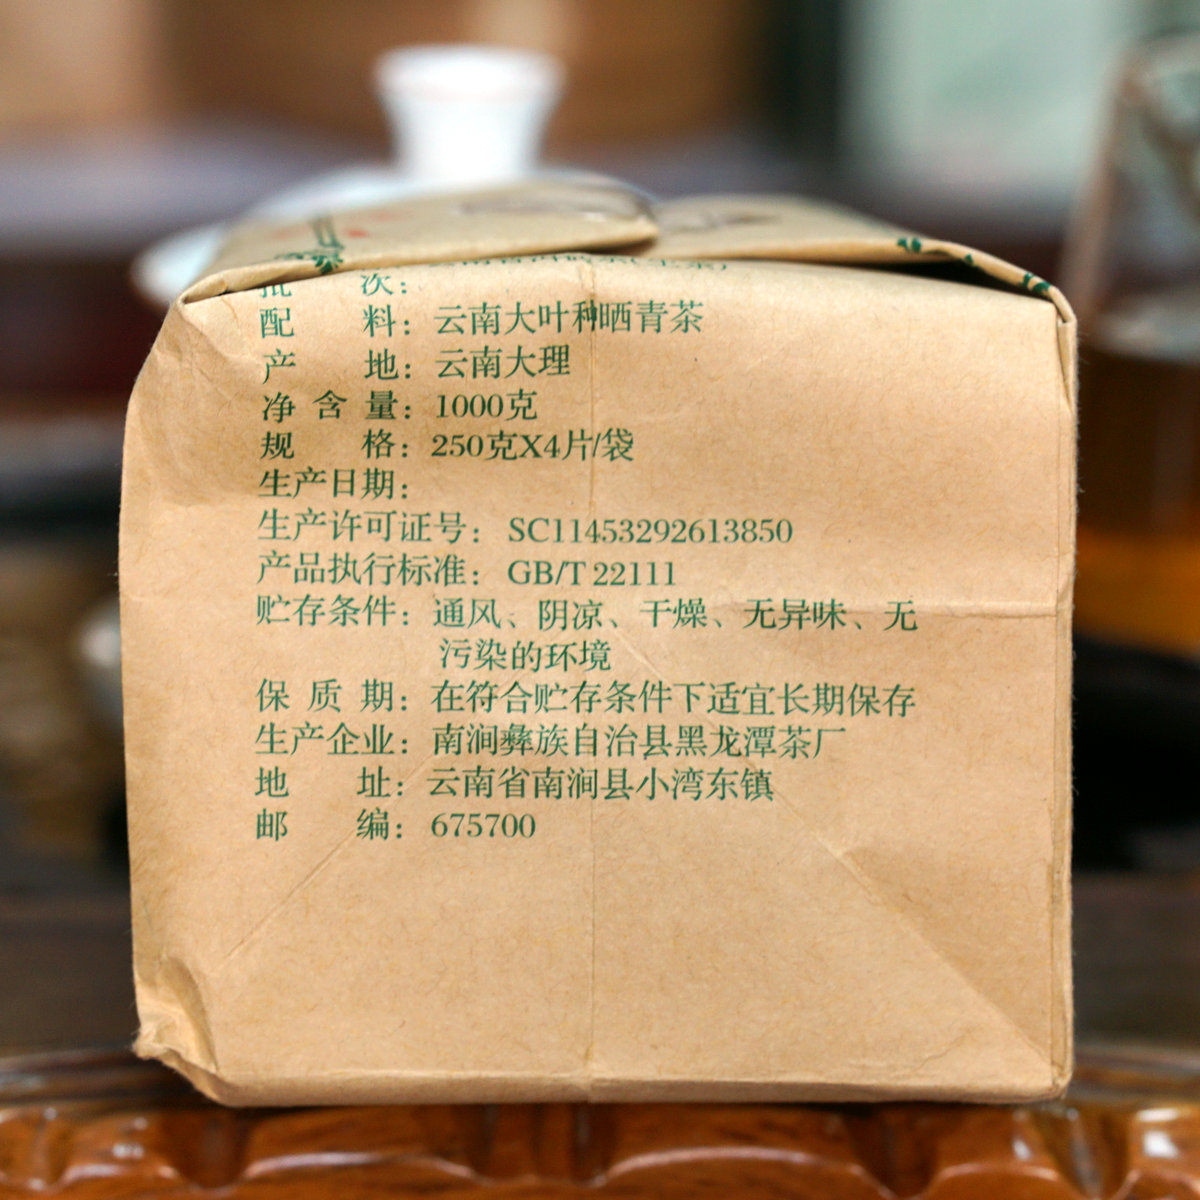 批　　次：
配　　料：云南大叶种晒青茶
产　　地：云南大理
净 含 量：1000克
规　　格：250克X4片/袋
生产日期：
生产许可证号：SC11453292613850
产品执行标准：GB/T 22111
贮存条件：通风、阴凉、干燥、无异味、无
污染的环境
保 质 期：在符合贮存条件下适宜长期保存
生产企业：南涧彝族自治县黑龙潭茶厂
地　　址：云南省南涧县小湾东镇
邮　　编：675700